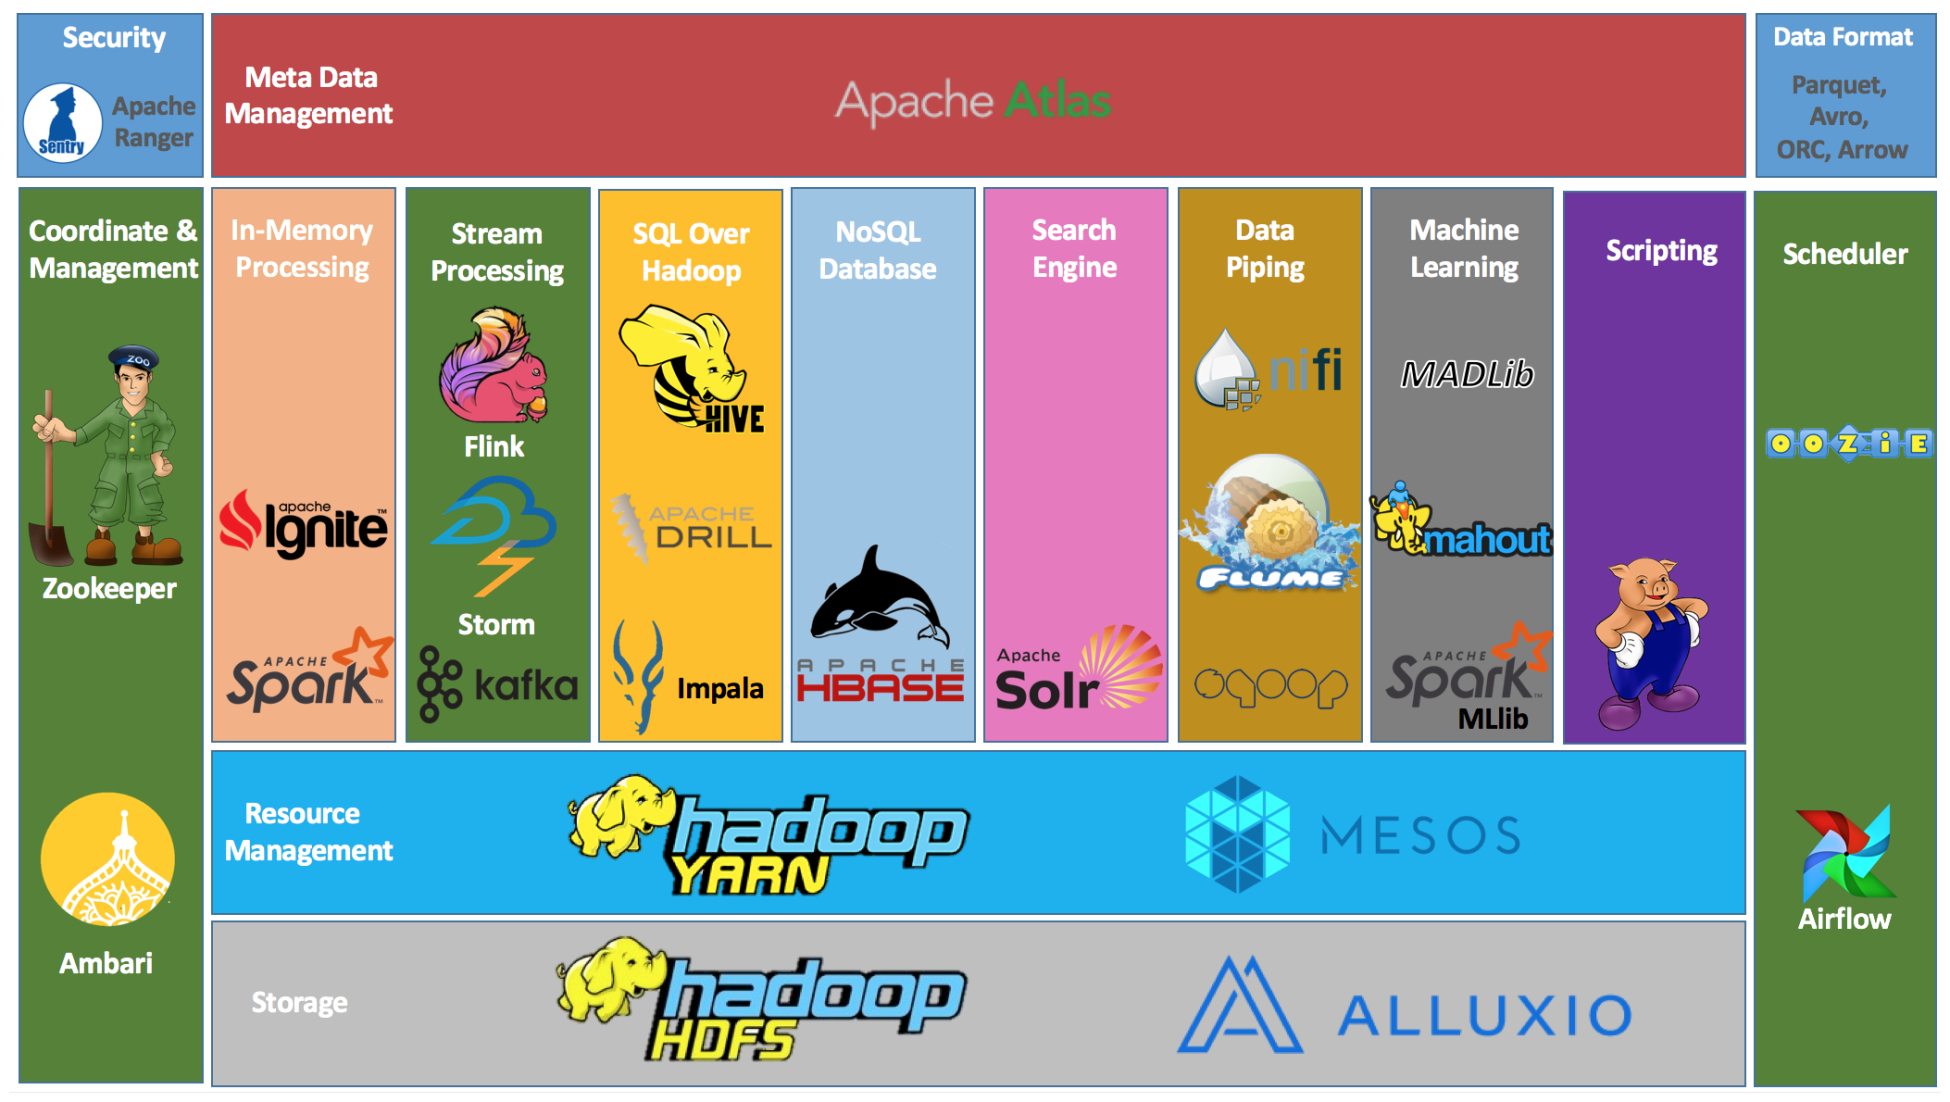 Security
Sentry
Apache
Ranger
Meta Data
Management
Apache Atlas
Data Format
Parquet,
Avro,
ORC, Arrow
Coordinate &
Management
ZOO
Zookeeper
Ambari
In-Memory
Processing
apache
Ignite™
APACHE
Spark™
Stream
Processing
Flink
Storm
kafka
SQL Over
Hadoop
HIVE
APACHE
DRILL
Impala
NoSQL
Database
APACHE
HBASE
Search
Engine
Apache
Solr
Data
Piping
nifi
FLUME
sqoop
Machine
Learning
MADLib
mahout
APACHE
Spark™
MLlib
Scripting
Scheduler
OOZiE
Airflow
Resource
Management
hadoop
YARN
MESOS
Storage
hadoop
HDFS
ALLUXIO